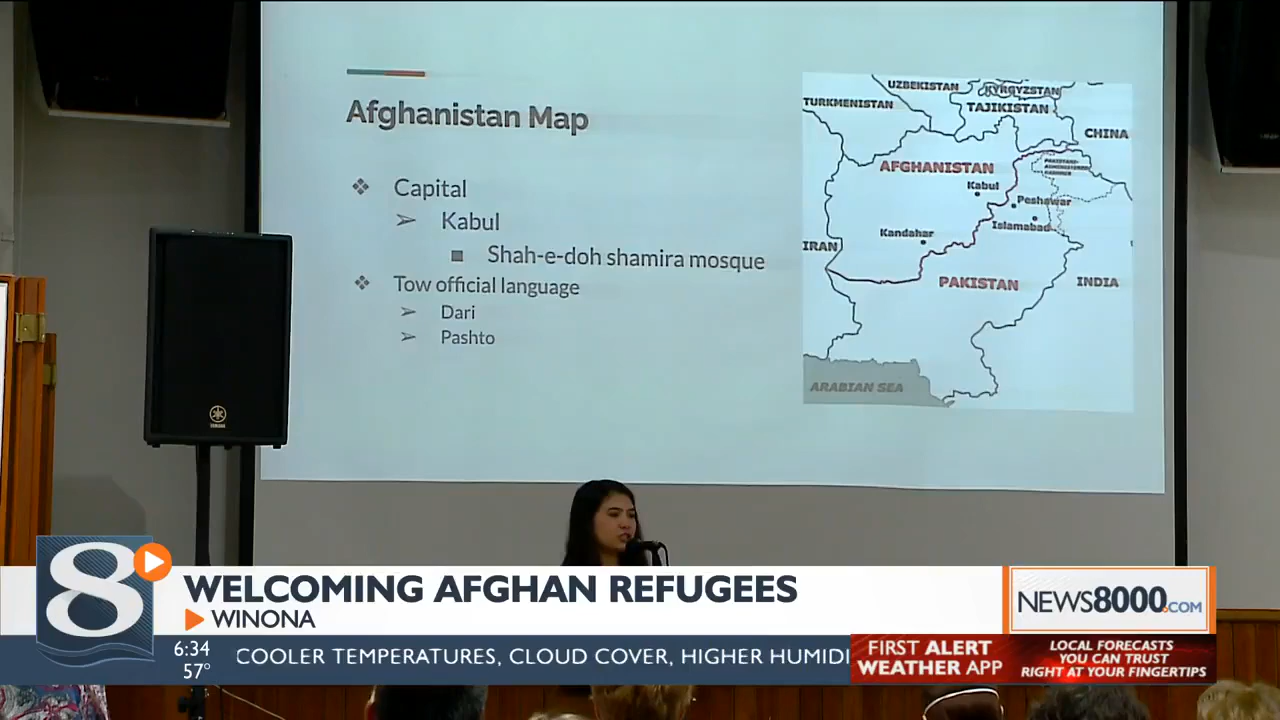 Afghanistan Map
Capital
Kabul
Shah-e-doh shamira mosque
Tow official language
Dari
Pashto
UZBEKISTAN
KYRGYZSTAN
TURKMENISTAN
TAJIKISTAN
CHINA
AFGHANISTAN
Kabul
Peshawar
Islamabad
Kandahar
IRAN
PAKISTAN
INDIA
ARABIAN SEA
YAMAHA
8
WELCOMING AFGHAN REFUGEES
WINONA
NEWS8000.COM
6:34
57°
COOLER TEMPERATURES, CLOUD COVER, HIGHER HUMIDI
FIRST ALERT
WEATHER APP
LOCAL FORECASTS
YOU CAN TRUST
RIGHT AT YOUR FINGERTIPS